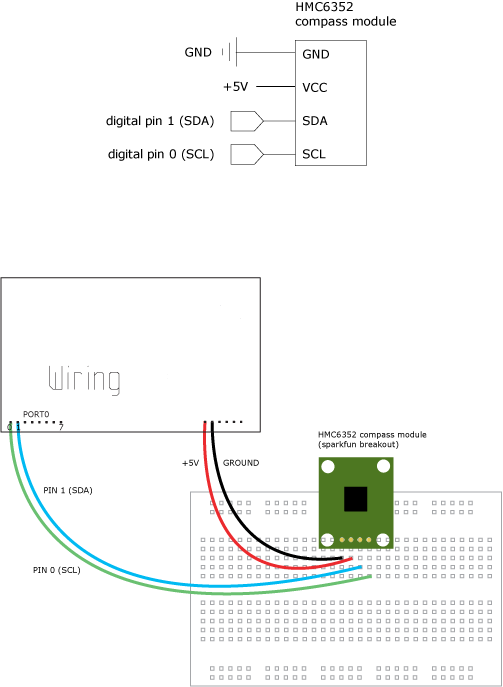 HMC6352
compass module
GND
GND
+5V
VCC
digital pin 1 (SDA)
SDA
digital pin 0 (SCL)
SCL
Wiring
PORT0
0 1 7
HMC6352 compass module
(sparkfun breakout)
+5V
GROUND
PIN 1 (SDA)
PIN 0 (SCL)